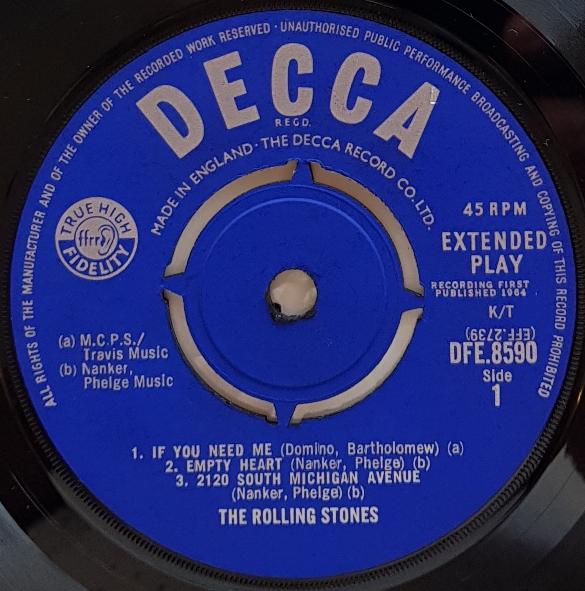 ALL RIGHTS OF THE MANUFACTURER AND OF THE OWNER OF THE RECORDED WORK RESERVED · UNAUTHORISED PUBLIC PERFORMANCE BROADCASTING AND COPYING OF THIS RECORD PROHIBITED
DECCA
REGD.
MADE IN ENGLAND · THE DECCA RECORD CO. LTD.
TRUE HIGH
ffrr
FIDELITY
45 RPM
EXTENDED
PLAY
RECORDING FIRST
PUBLISHED 1964
K/T
(EFF.2739)
DFE.8590
Side
1
(a) M.C.P.S./
Travis Music
(b) Nanker,
Phelge Music
1. IF YOU NEED ME (Domino, Bartholomew) (a)
2. EMPTY HEART (Nanker, Phelge) (b)
3. 2120 SOUTH MICHIGAN AVENUE
(Nanker, Phelge) (b)
THE ROLLING STONES